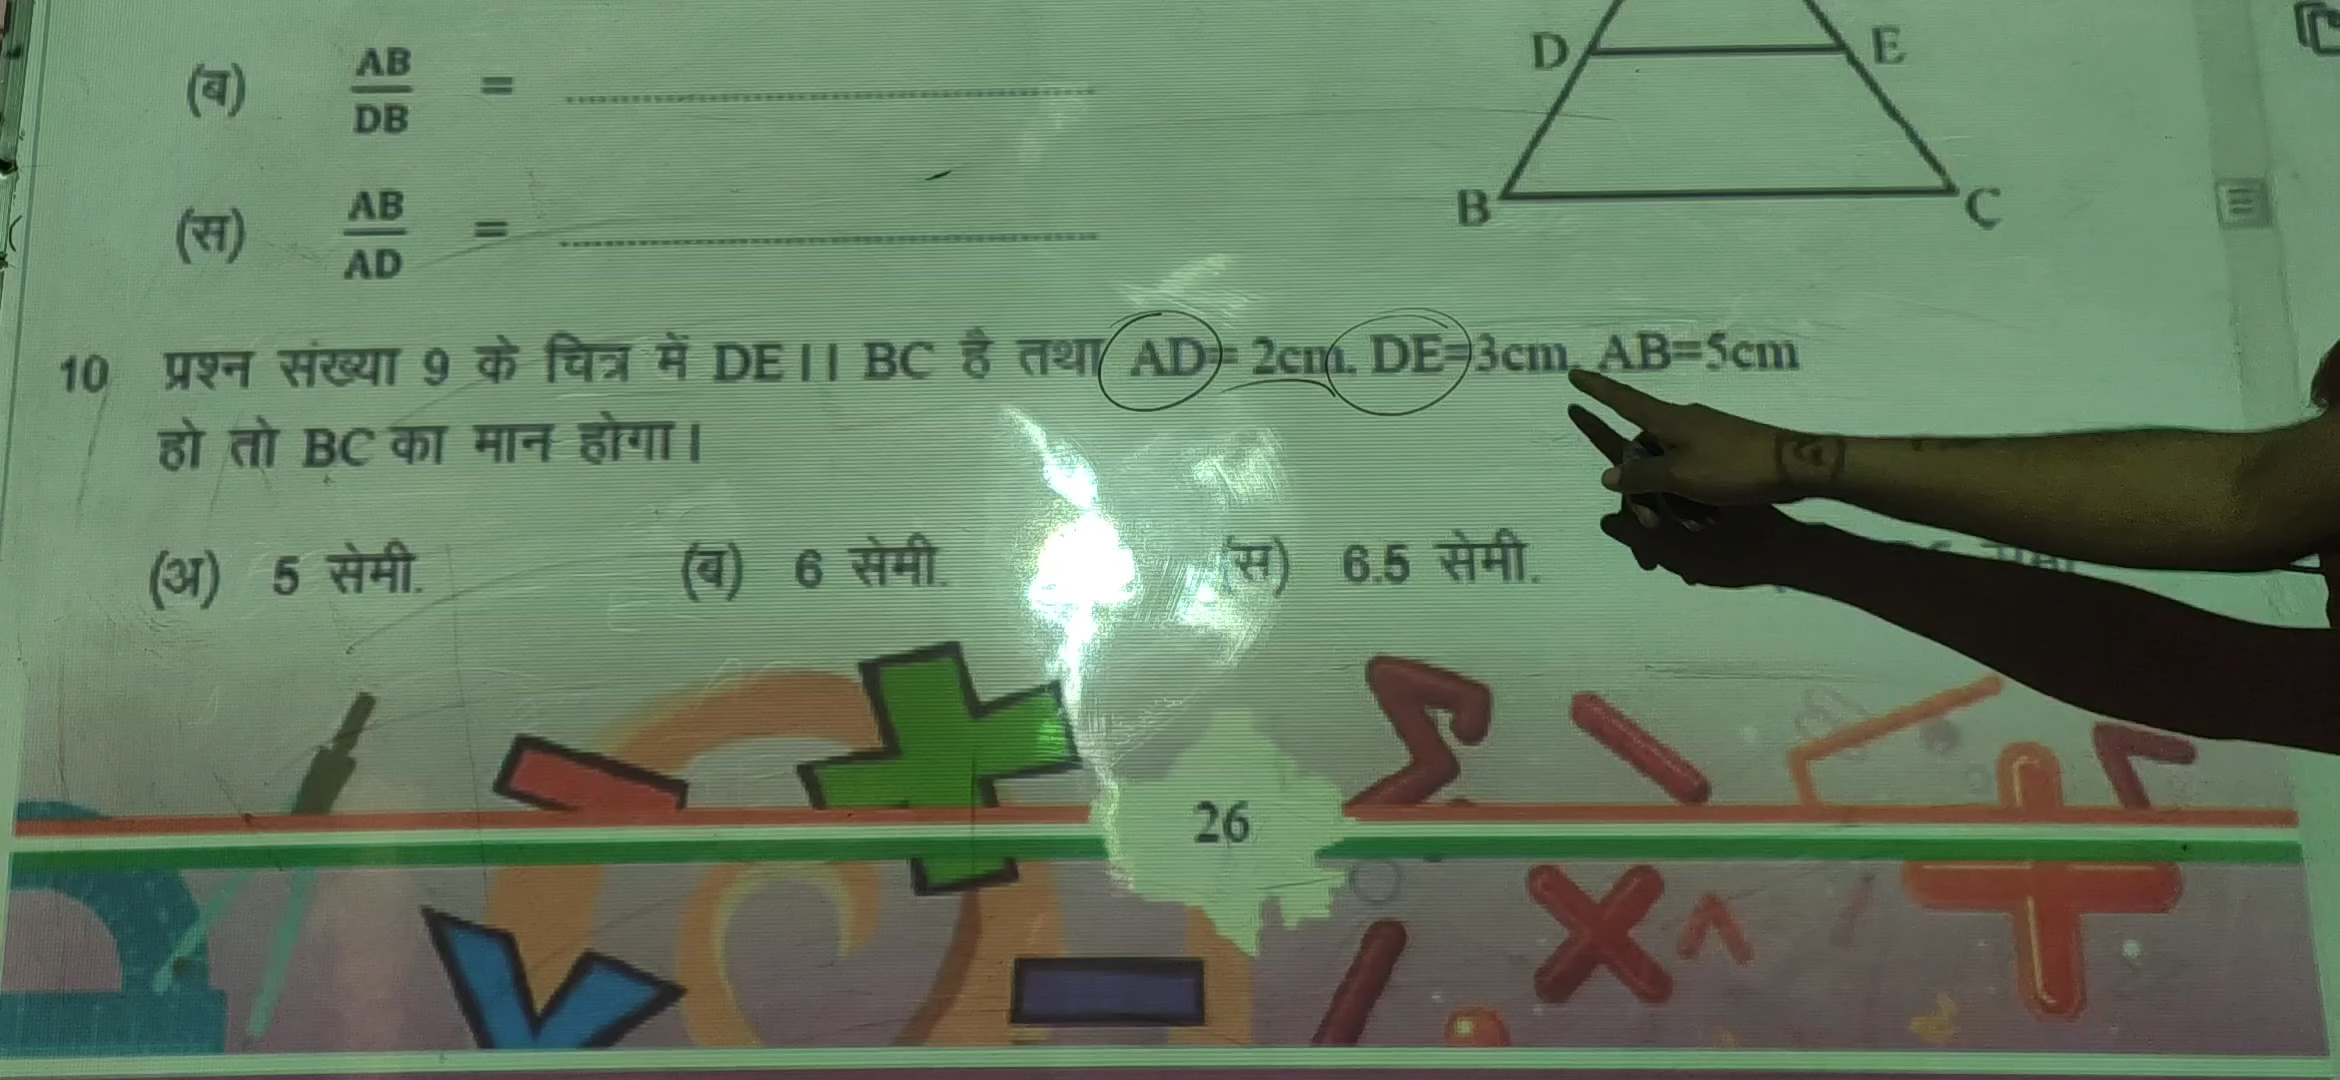 (ब) AB/DB = ........................
D E
B C
(स) AB/AD = ........................
10 प्रश्न संख्या 9 के चित्र में DE|| BC है तथा AD= 2cm, DE=3cm, AB=5cm
हो तो BC का मान होगा।
(अ) 5 सेमी. (ब) 6 सेमी. (स) 6.5 सेमी.
26